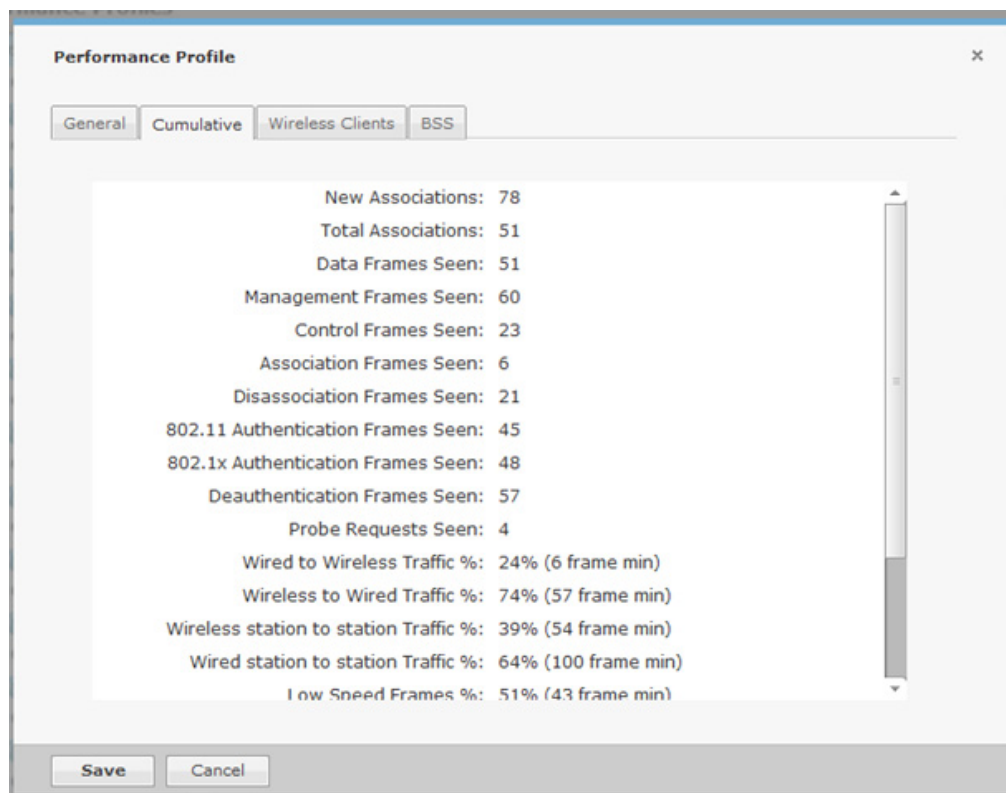 Performance Profile ×
General Cumulative Wireless Clients BSS
New Associations: 78
Total Associations: 51
Data Frames Seen: 51
Management Frames Seen: 60
Control Frames Seen: 23
Association Frames Seen: 6
Disassociation Frames Seen: 21
802.11 Authentication Frames Seen: 45
802.1x Authentication Frames Seen: 48
Deauthentication Frames Seen: 57
Probe Requests Seen: 4
Wired to Wireless Traffic %: 24% (6 frame min)
Wireless to Wired Traffic %: 74% (57 frame min)
Wireless station to station Traffic %: 39% (54 frame min)
Wired station to station Traffic %: 64% (100 frame min)
Low Speed Frames %: 51% (43 frame min)
Save Cancel